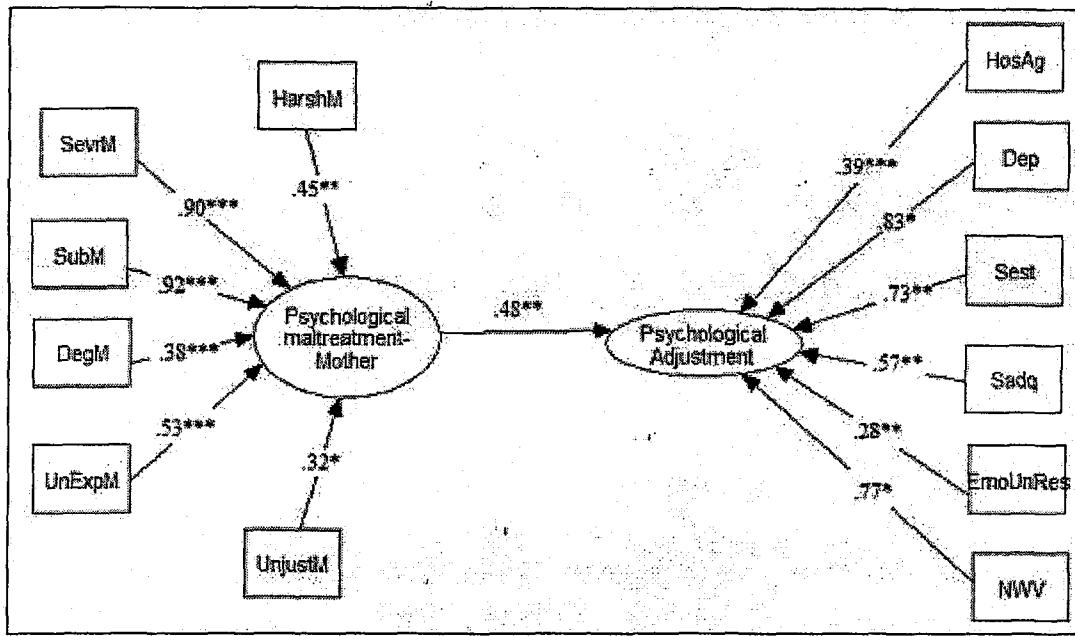 HosAg
HarshM
SevrM
Dep
.39***
.45**
.90***
.83*
SubM
Sest
.92***
.73**
Psychological
maltreatment-
Mother
.48**
Psychological
Adjustment
DegM
.38***
.57**
Sadq
.53***
.28**
UnExpM
.32*
.77*
EmoUnRes
UnjustM
NWV